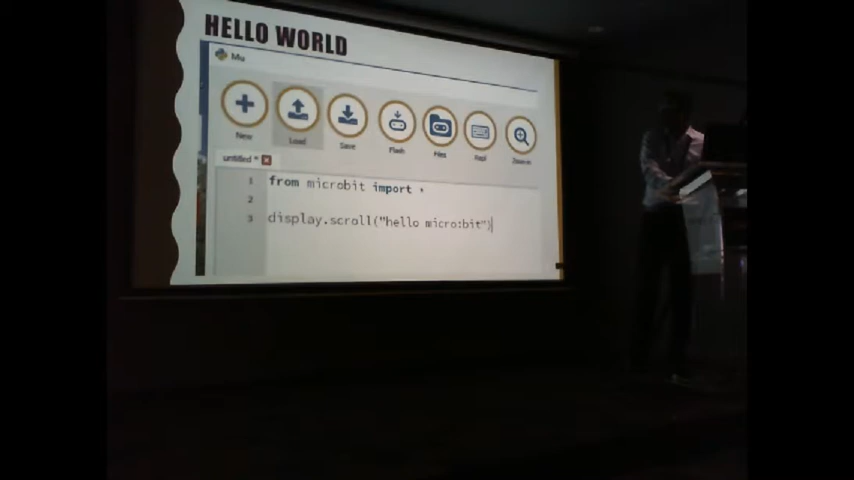 HELLO WORLD
Mu
New
Load
Save
Flash
Files
Repl
Zoom-in
untitled *
1 from microbit import *
2
3 display.scroll("hello micro:bit")